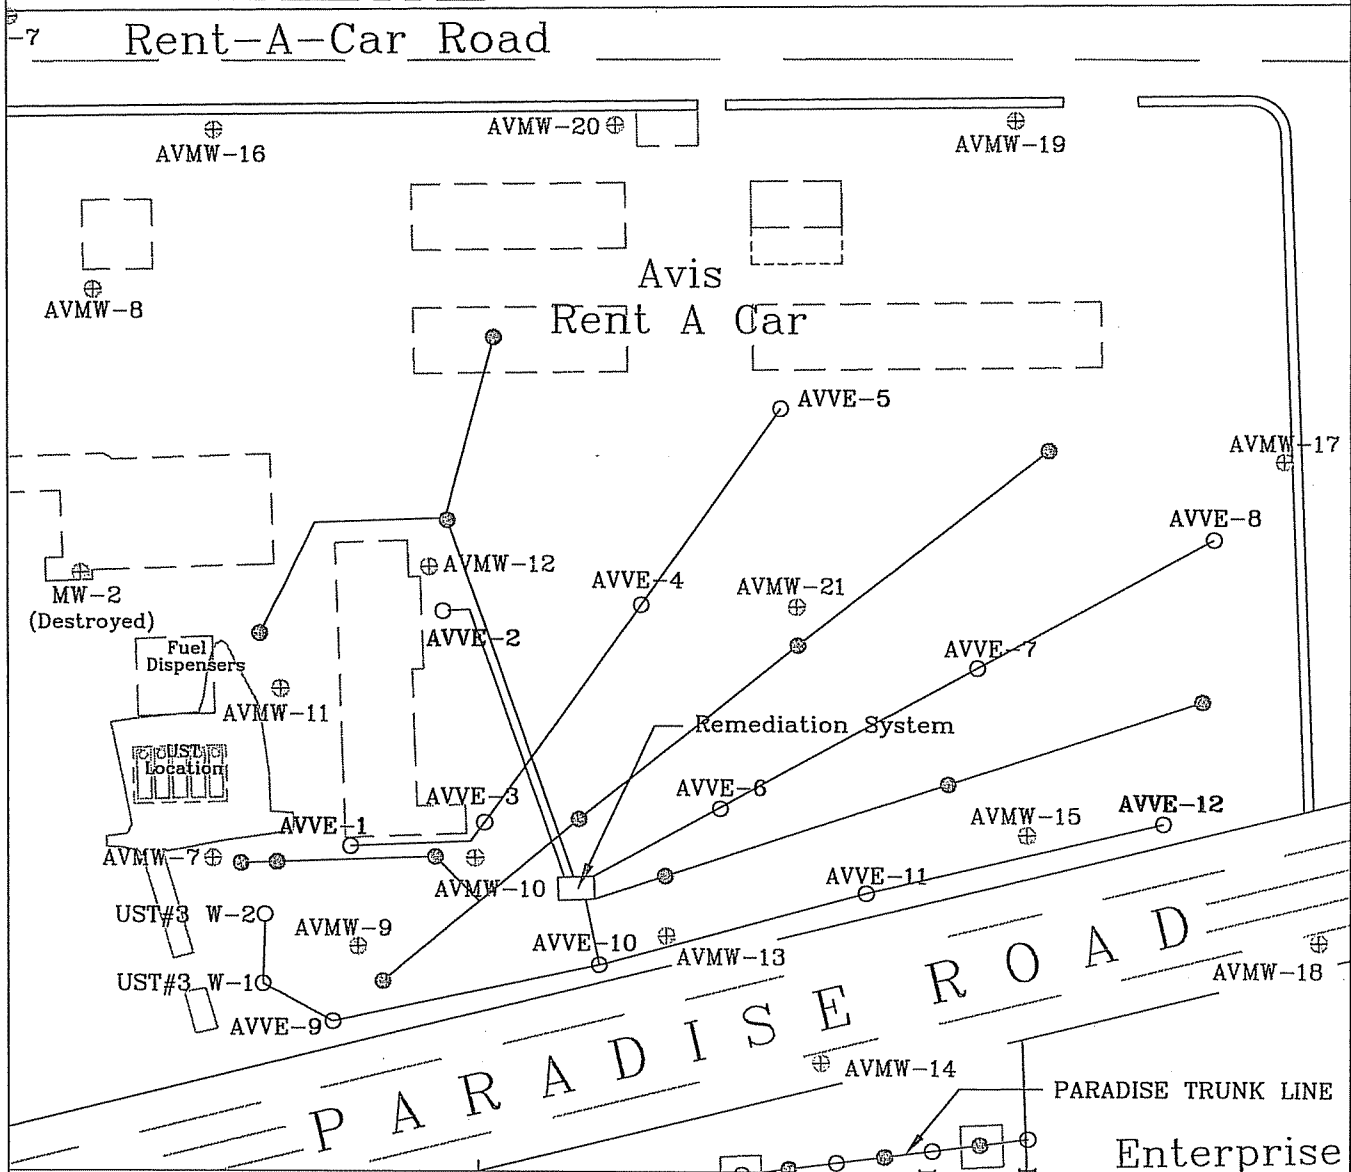 -7
Rent-A-Car Road
AVMW-16
AVMW-20
AVMW-19
AVMW-8
Avis
Rent A Car
AVVE-5
AVMW-17
AVVE-8
AVMW-12
AVVE-4
AVMW-21
MW-2
(Destroyed)
AVVE-2
Fuel
Dispensers
AVVE-7
AVMW-11
Remediation System
UST
Location
AVVE-3
AVVE-6
AVVE-1
AVMW-15
AVVE-12
AVMW-7
AVMW-10
AVVE-11
UST#3 W-2
AVMW-9
AVVE-10
AVMW-13
AVMW-18
UST#3 W-1
AVVE-9
PARADISE ROAD
AVMW-14
PARADISE TRUNK LINE
Enterprise